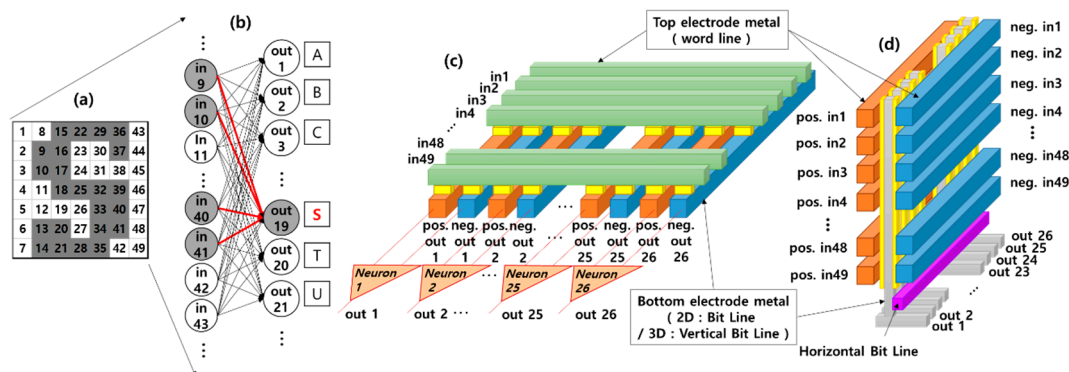 (a)
1 8 15 22 29 36 43
2 9 16 23 30 37 44
3 10 17 24 31 38 45
4 11 18 25 32 39 46
5 12 19 26 33 40 47
6 13 20 27 34 41 48
7 14 21 28 35 42 49
(b)
in
9
in
10
In
11
in
40
in
41
in
42
in
43
out
1
out
2
out
3
out
19
out
20
out
21
A
B
C
S
T
U
(c)
in1
in2
in3
in4
in48
in49
pos. neg. pos. neg. ... pos. neg. pos. neg.
out out out out out out out out
1 1 2 2 25 25 26 26
Neuron
1
Neuron
2
Neuron
25
Neuron
26
out 1
out 2
out 25
out 26
Top electrode metal
( word line )
Bottom electrode metal
( 2D : Bit Line
/ 3D : Vertical Bit Line )
(d)
neg. in1
neg. in2
neg. in3
neg. in4
neg. in48
neg. in49
pos. in1
pos. in2
pos. in3
pos. in4
pos. in48
pos. in49
out 26
out 25
out 24
out 23
out 2
out 1
Horizontal Bit Line